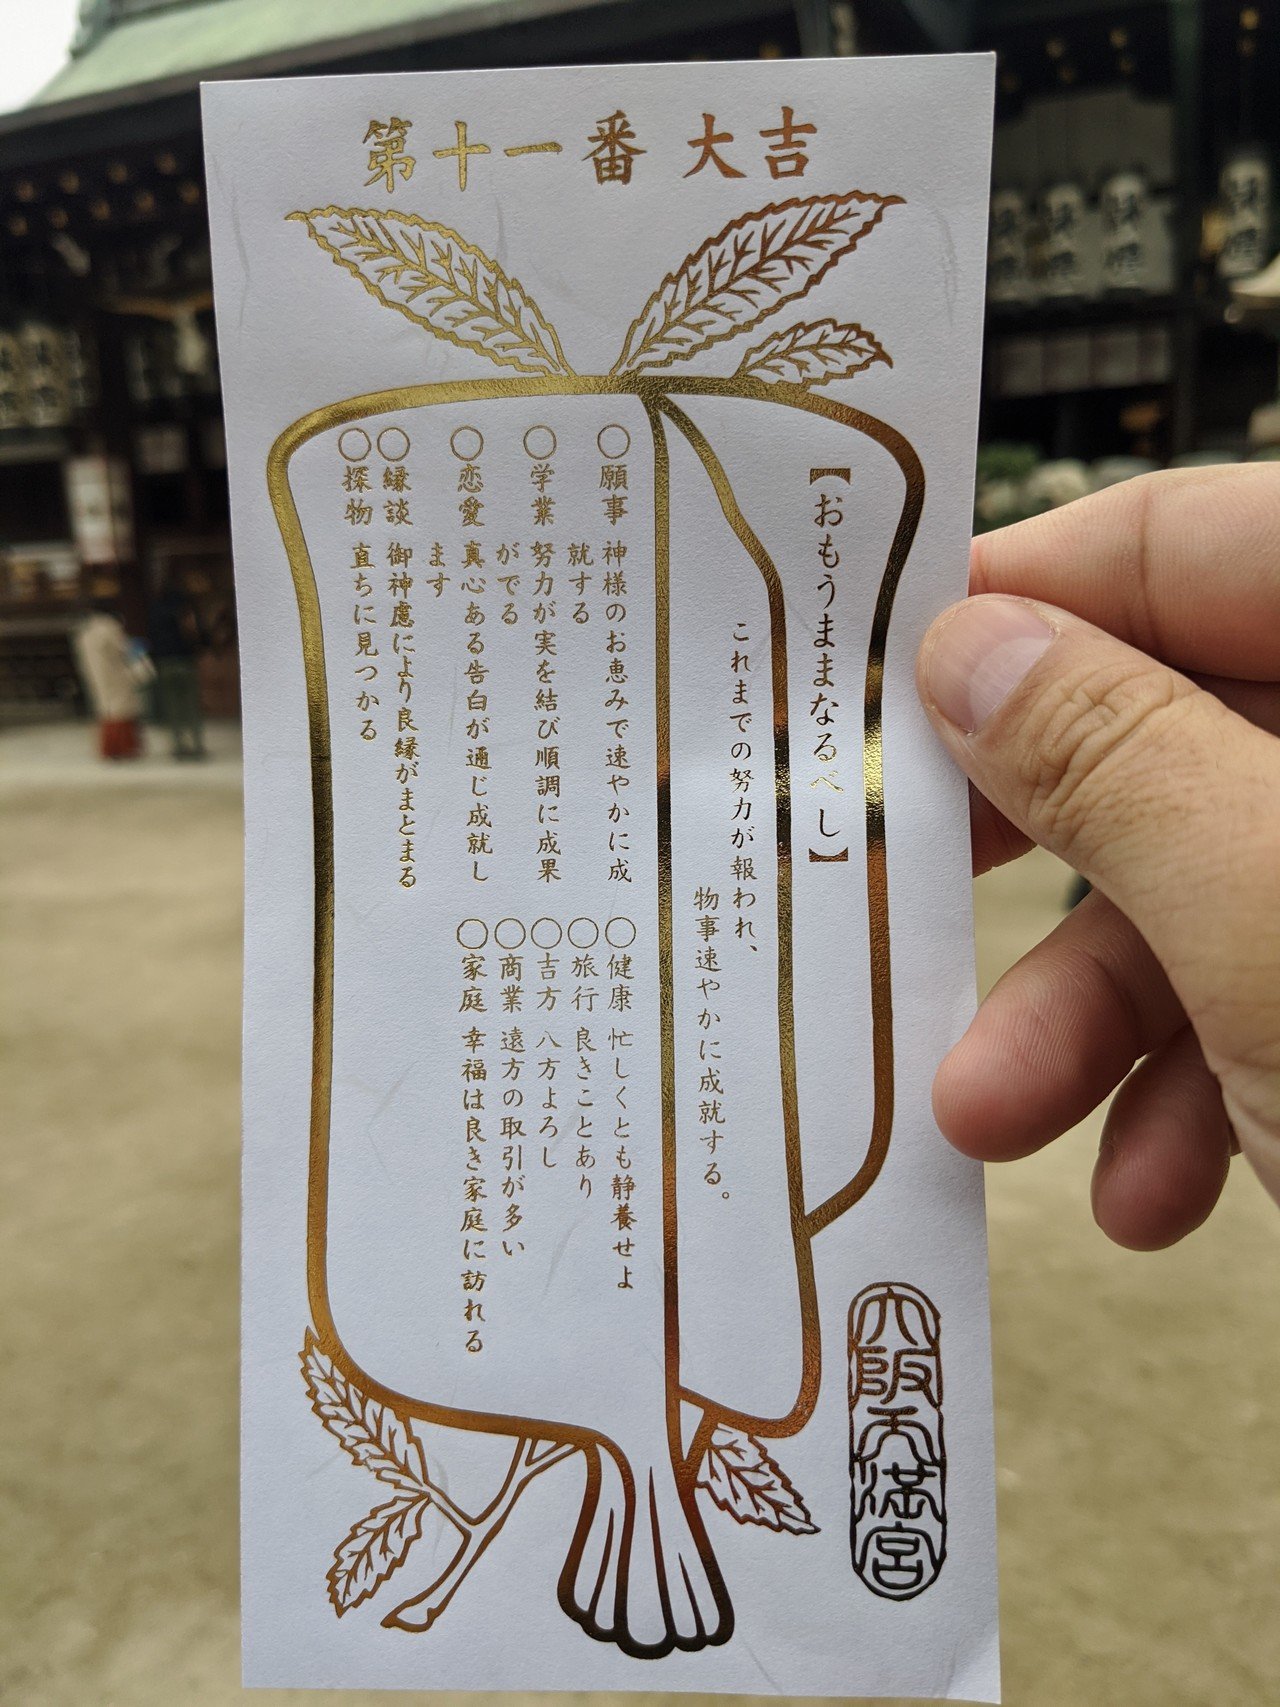 第十一番 大吉
【おもうままなるべし】
これまでの努力が報われ、
物事速やかに成就する。
○願事 神様のお恵みで速やかに成
就する
○学業 努力が実を結び順調に成果
がでる
○恋愛 真心ある告白が通じ成就し
ます
○縁談 御神慮により良縁がまとまる
○探物 直ちに見つかる
○健康 忙しくとも静養せよ
○旅行 良きことあり
○吉方 八方よろし
○商業 遠方の取引が多い
○家庭 幸福は良き家庭に訪れる
大阪天満宮